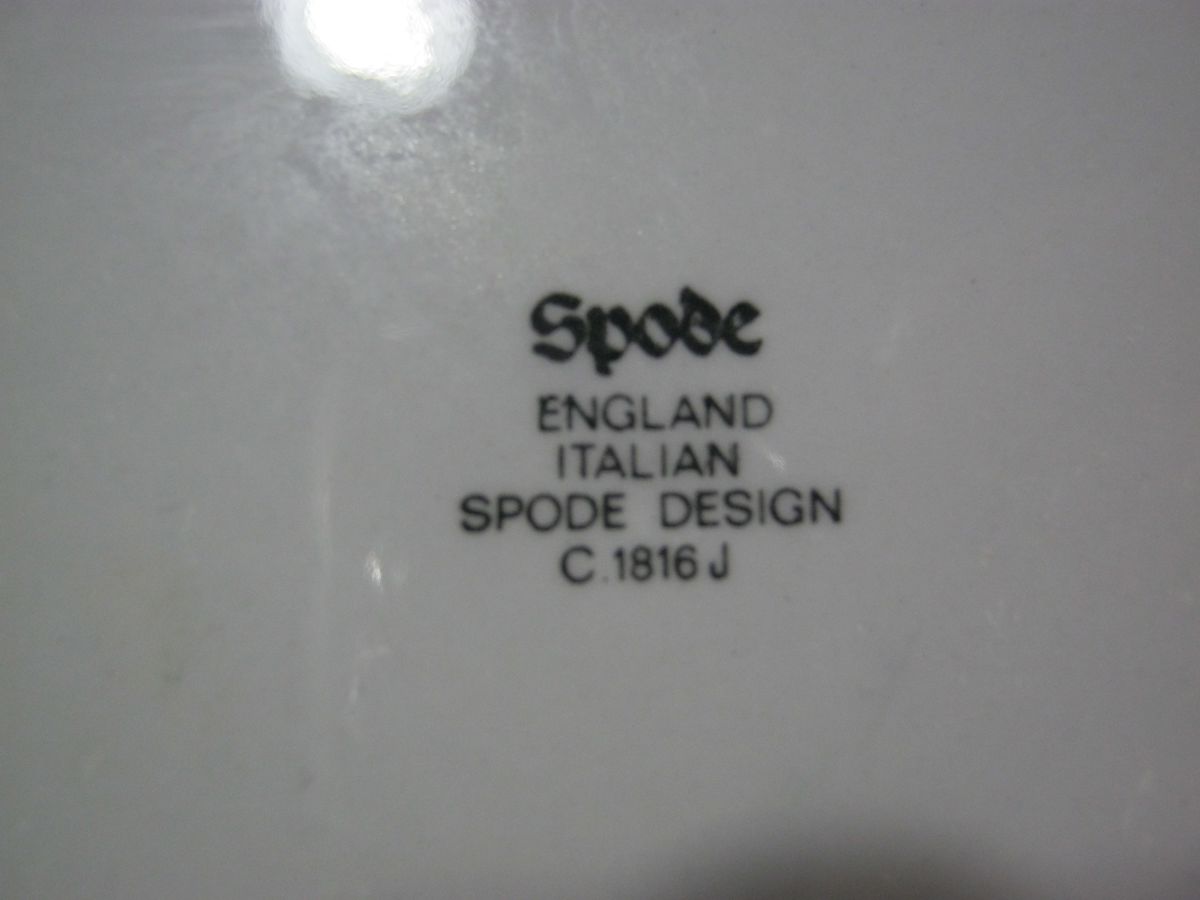 Spode
ENGLAND
ITALIAN
SPODE DESIGN
C.1816 J